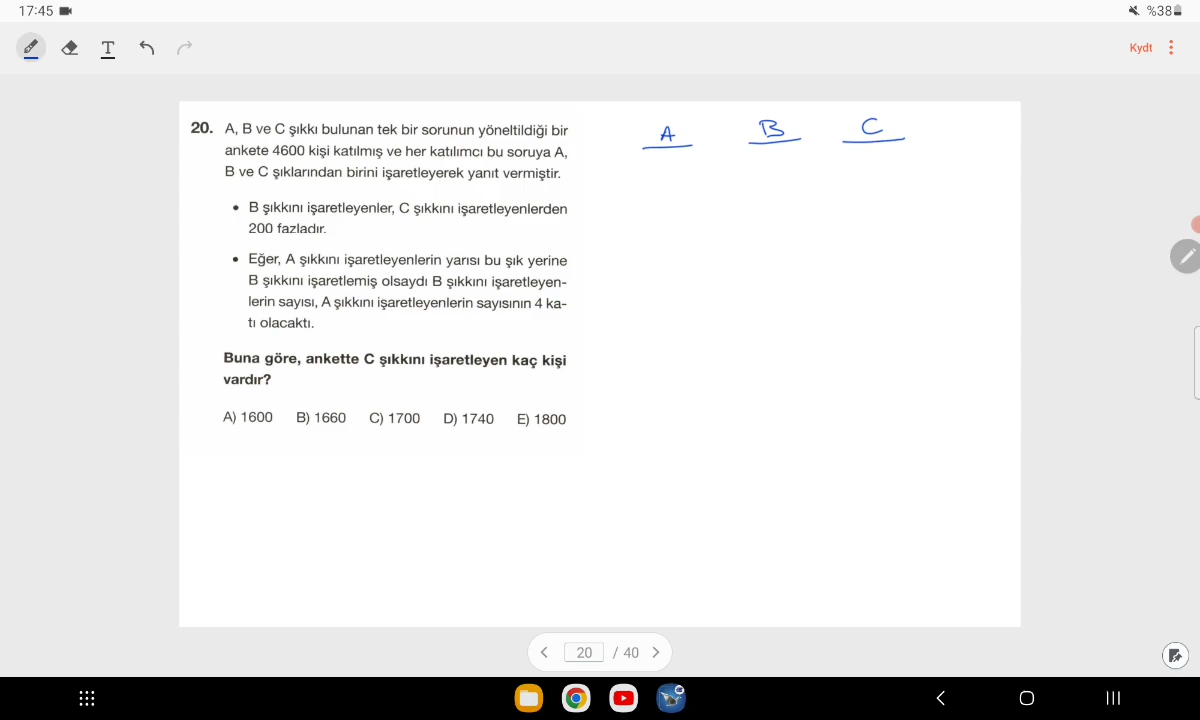 17:45 %38
T Kydt
20. A, B ve C şıkkı bulunan tek bir sorunun yöneltildiği bir
ankete 4600 kişi katılmış ve her katılımcı bu soruya A,
B ve C şıklarından birini işaretleyerek yanıt vermiştir.
• B şıkkını işaretleyenler, C şıkkını işaretleyenlerden
200 fazladır.
• Eğer, A şıkkını işaretleyenlerin yarısı bu şık yerine
B şıkkını işaretlemiş olsaydı B şıkkını işaretleyen-
lerin sayısı, A şıkkını işaretleyenlerin sayısının 4 ka-
tı olacaktı.
Buna göre, ankette C şıkkını işaretleyen kaç kişi
vardır?
A) 1600 B) 1660 C) 1700 D) 1740 E) 1800
A B C
20 / 40